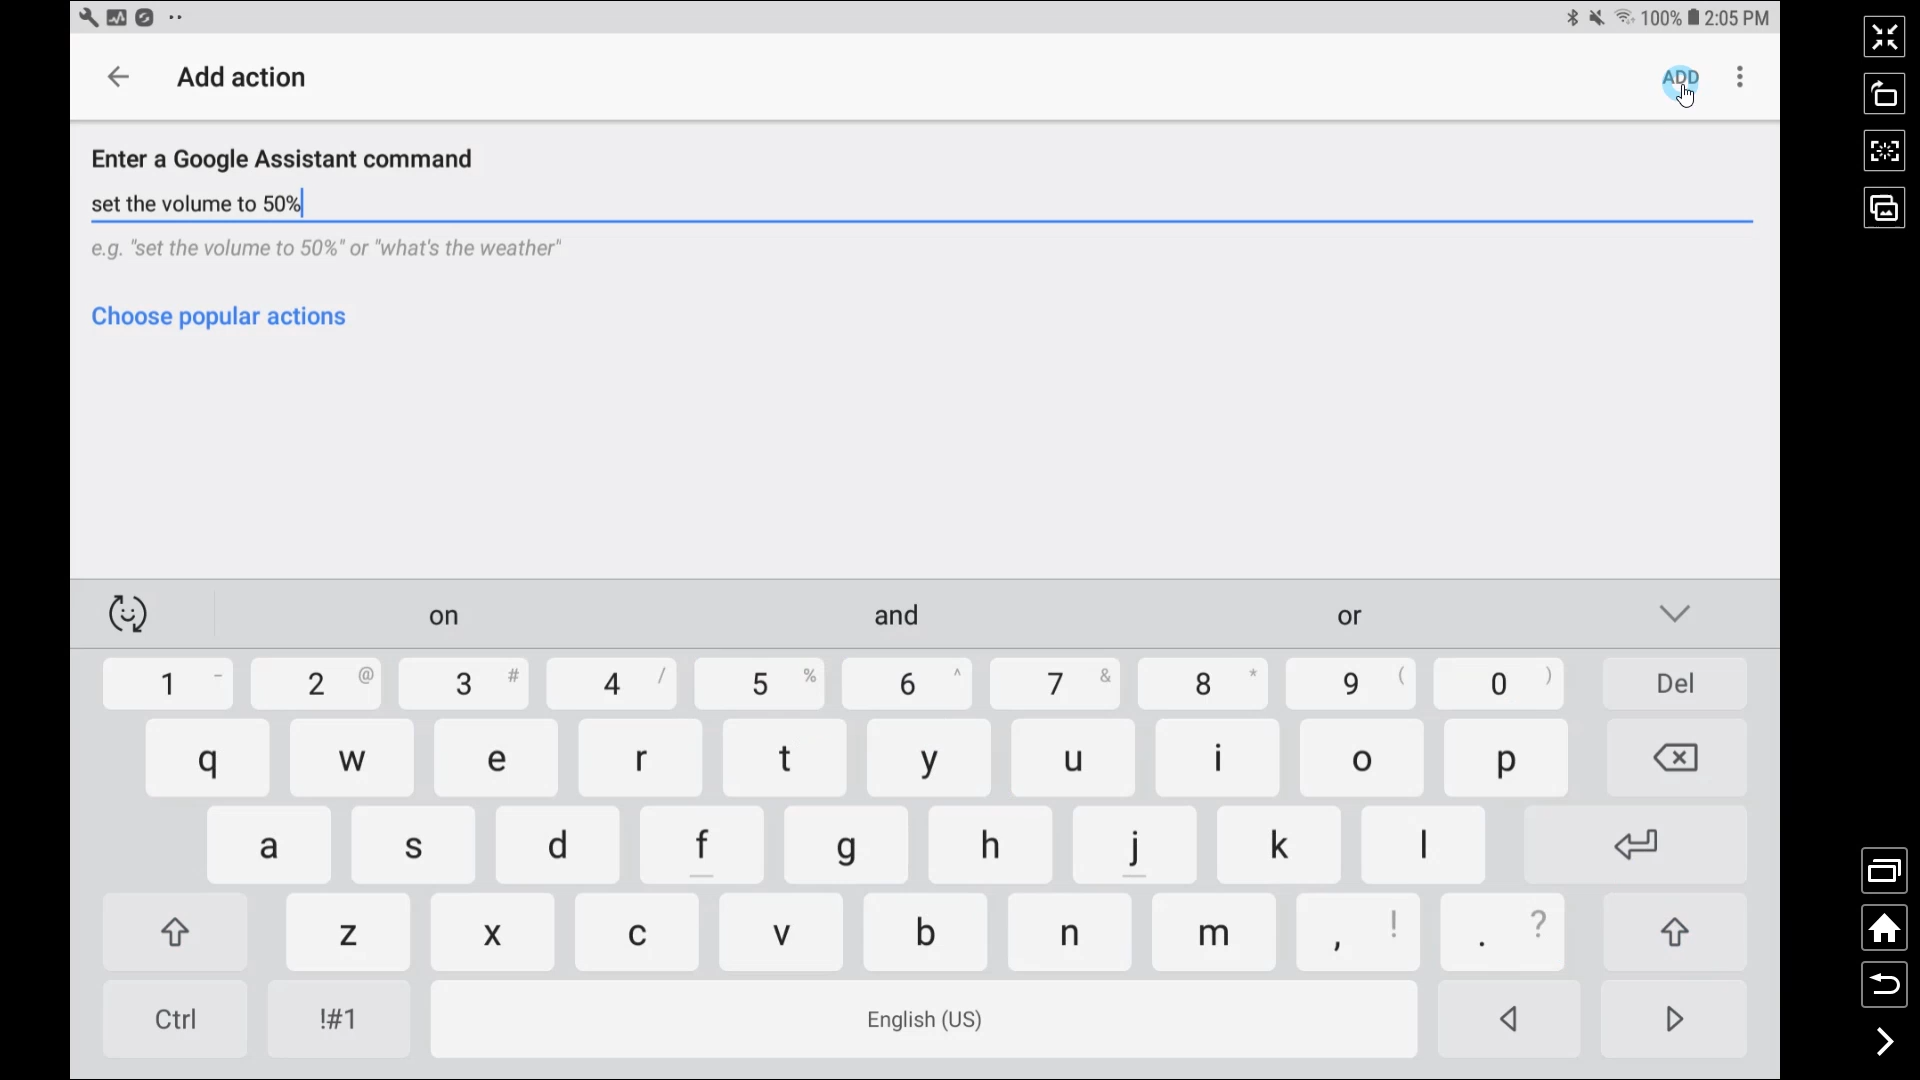 100% 2:05 PM
Add action
ADD
Enter a Google Assistant command
set the volume to 50%
e.g. "set the volume to 50%" or "what's the weather"
Choose popular actions
on and or
1 - 2 @ 3 # 4 / 5 % 6 ^ 7 & 8 * 9 ( 0 ) Del
q w e r t y u i o p
a s d f g h j k l
z x c v b n m , ! . ?
Ctrl !#1 English (US)